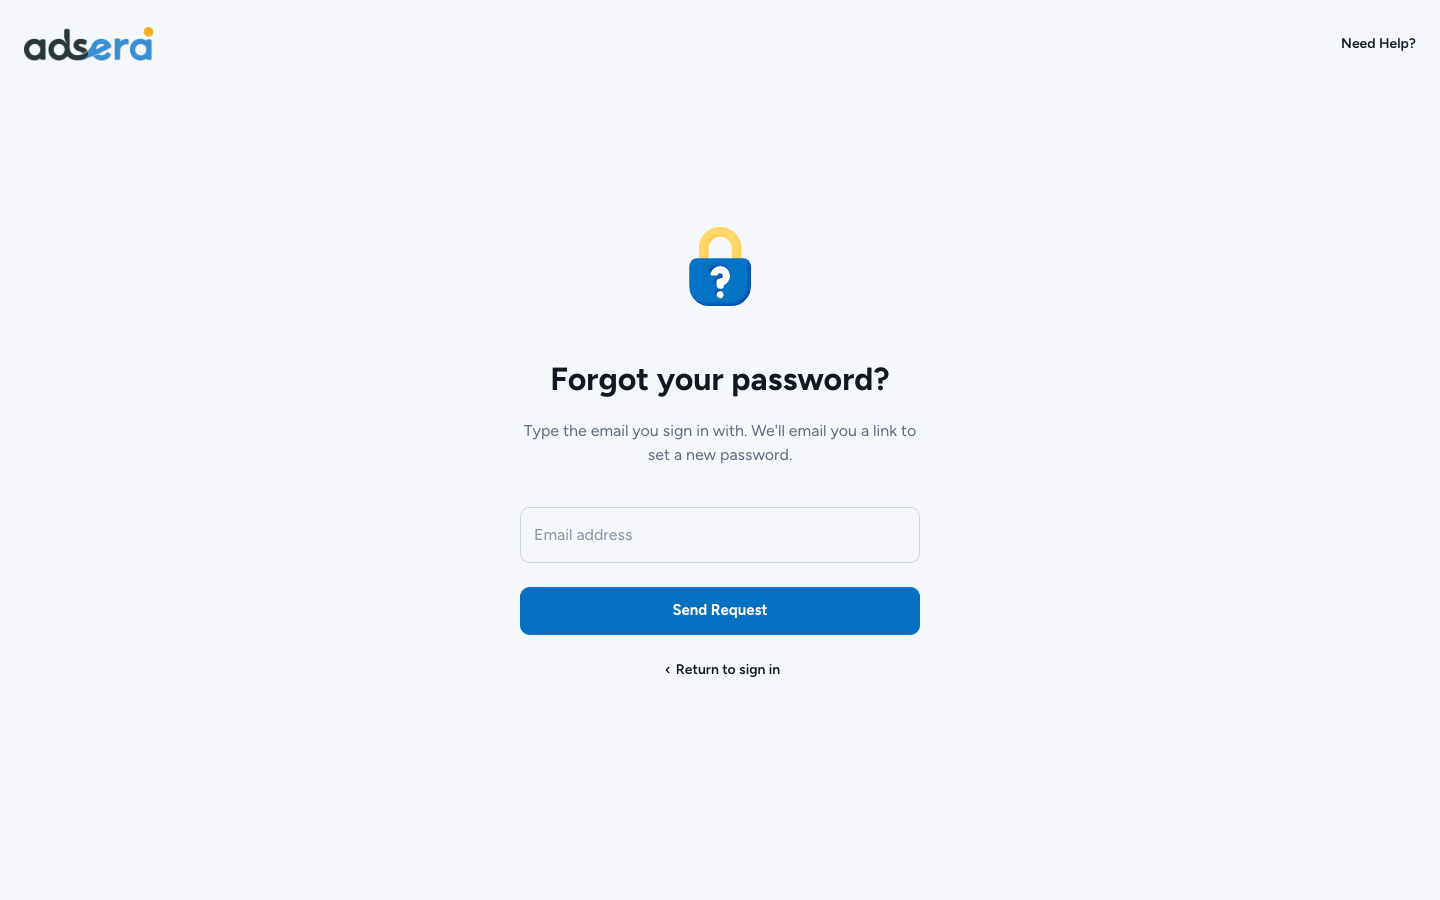 adsera
Need Help?
?
Forgot your password?
Type the email you sign in with. We'll email you a link to
set a new password.
Email address
Send Request
‹ Return to sign in